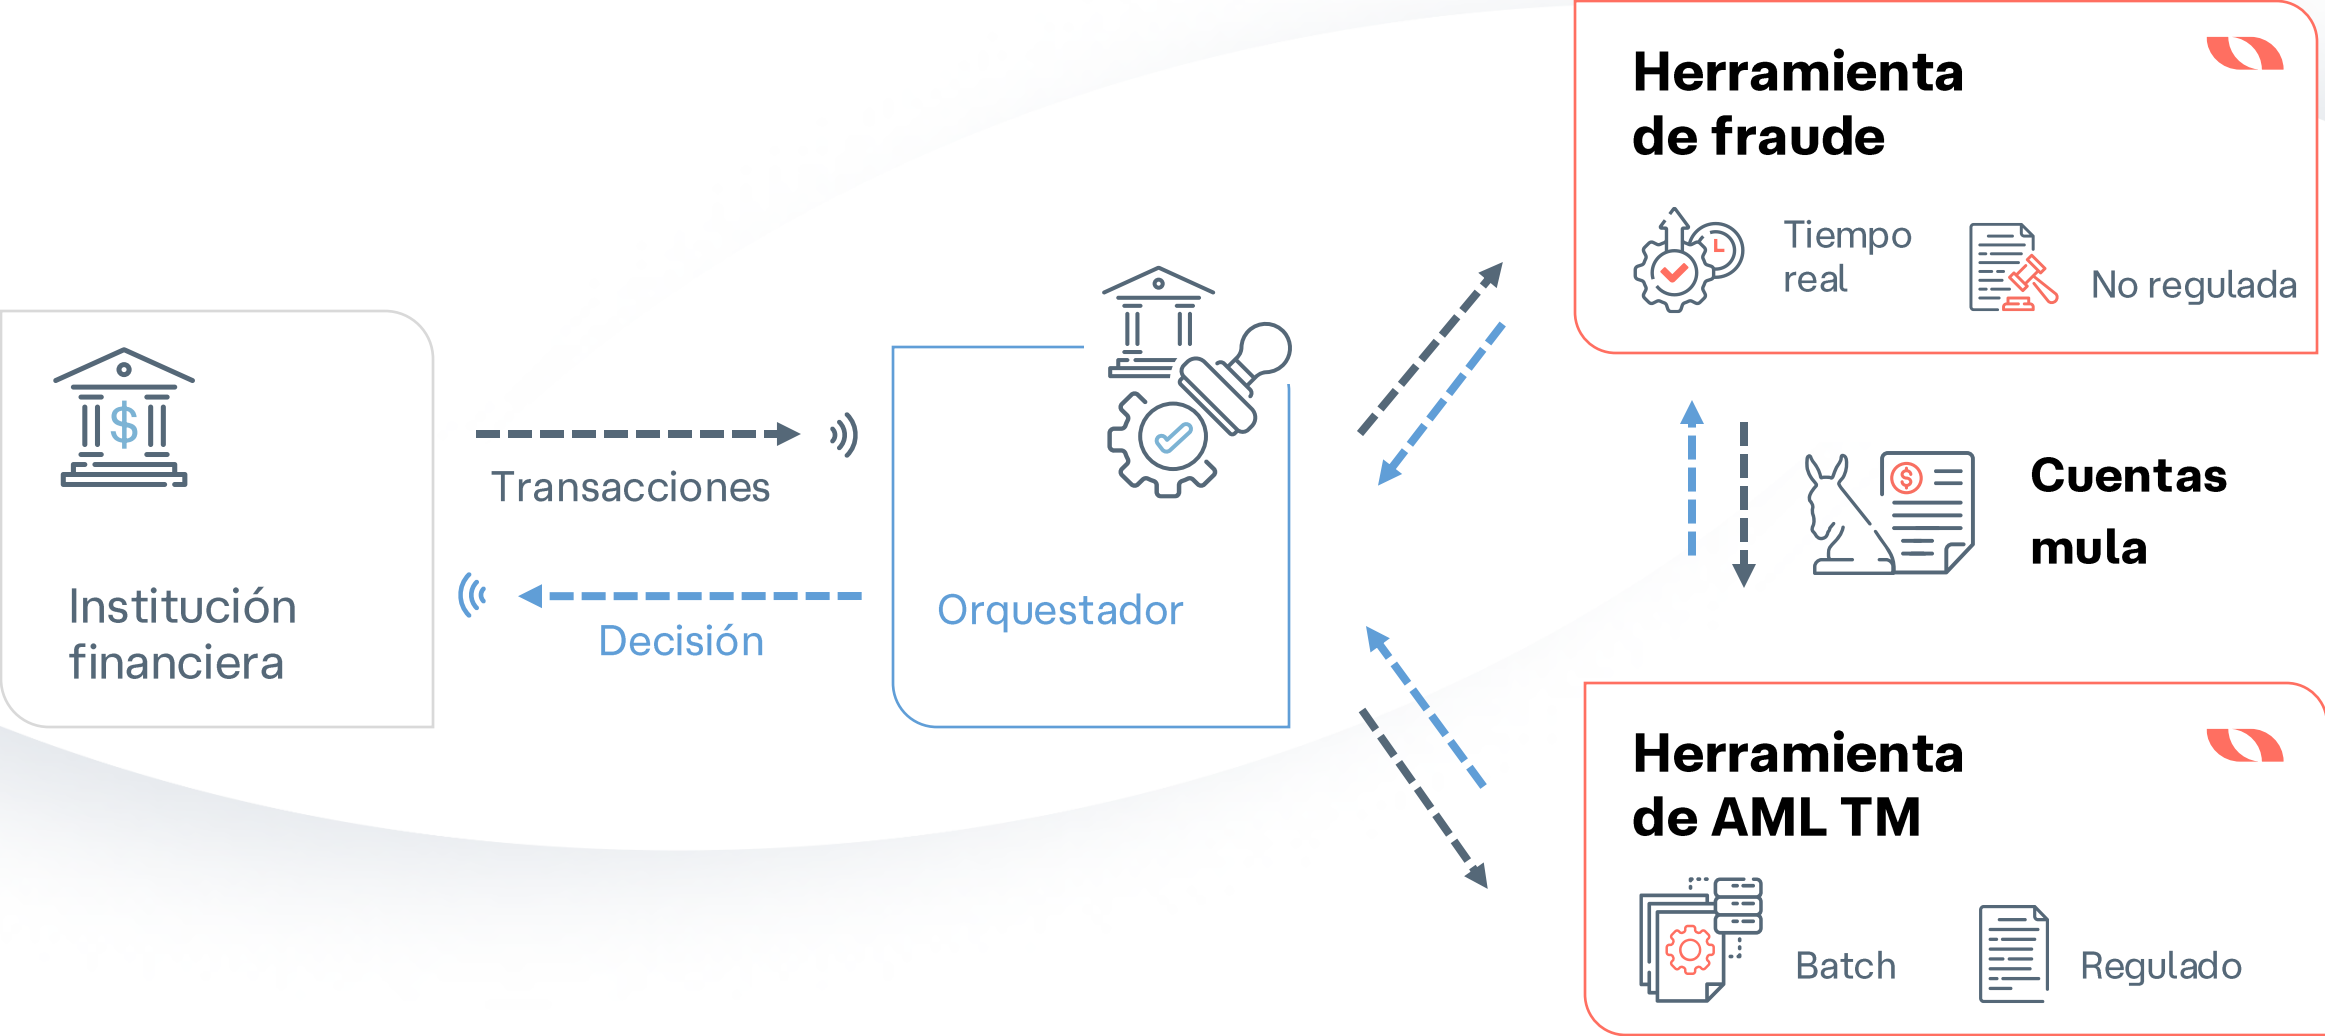 Herramienta
de fraude
Tiempo
real
No regulada
$
Institución
financiera
Transacciones
Decisión
Orquestador
$
Cuentas
mula
Herramienta
de AML TM
Batch
Regulado